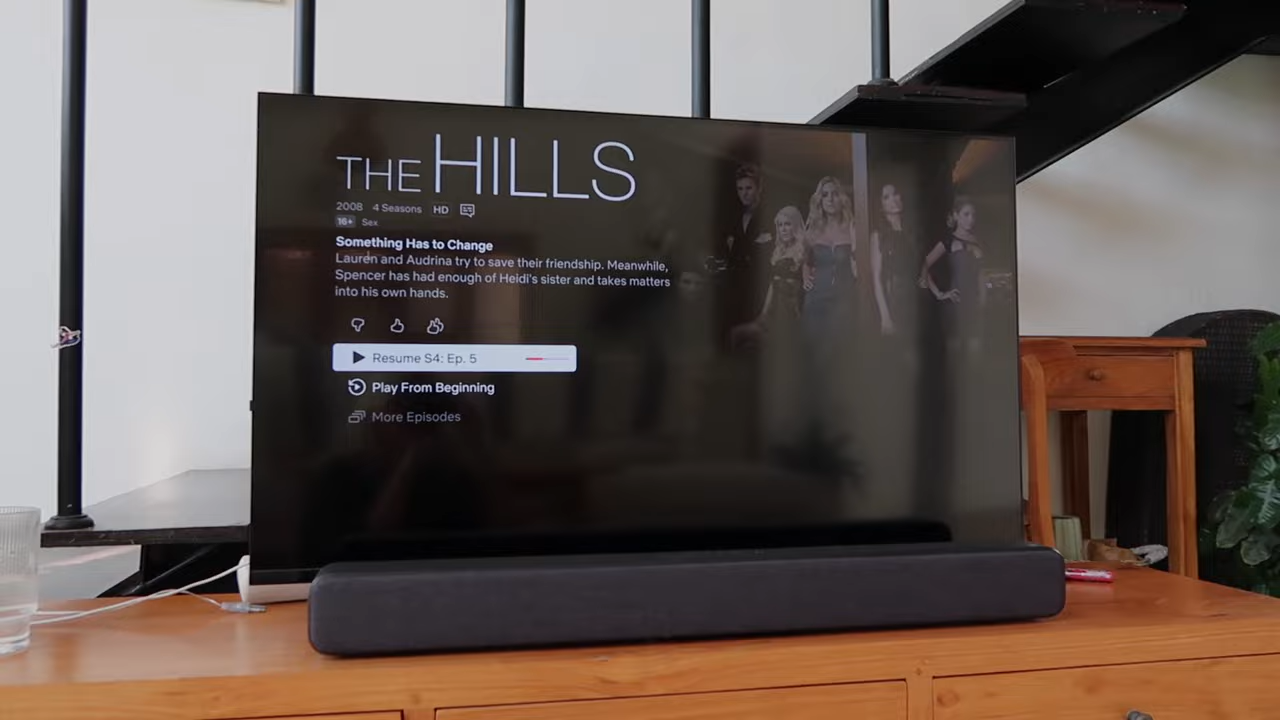 THE HILLS
2008 4 Seasons HD
16+ Sex
Something Has to Change
Lauren and Audrina try to save their friendship. Meanwhile,
Spencer has had enough of Heidi's sister and takes matters
into his own hands.
Resume S4: Ep. 5
Play From Beginning
More Episodes